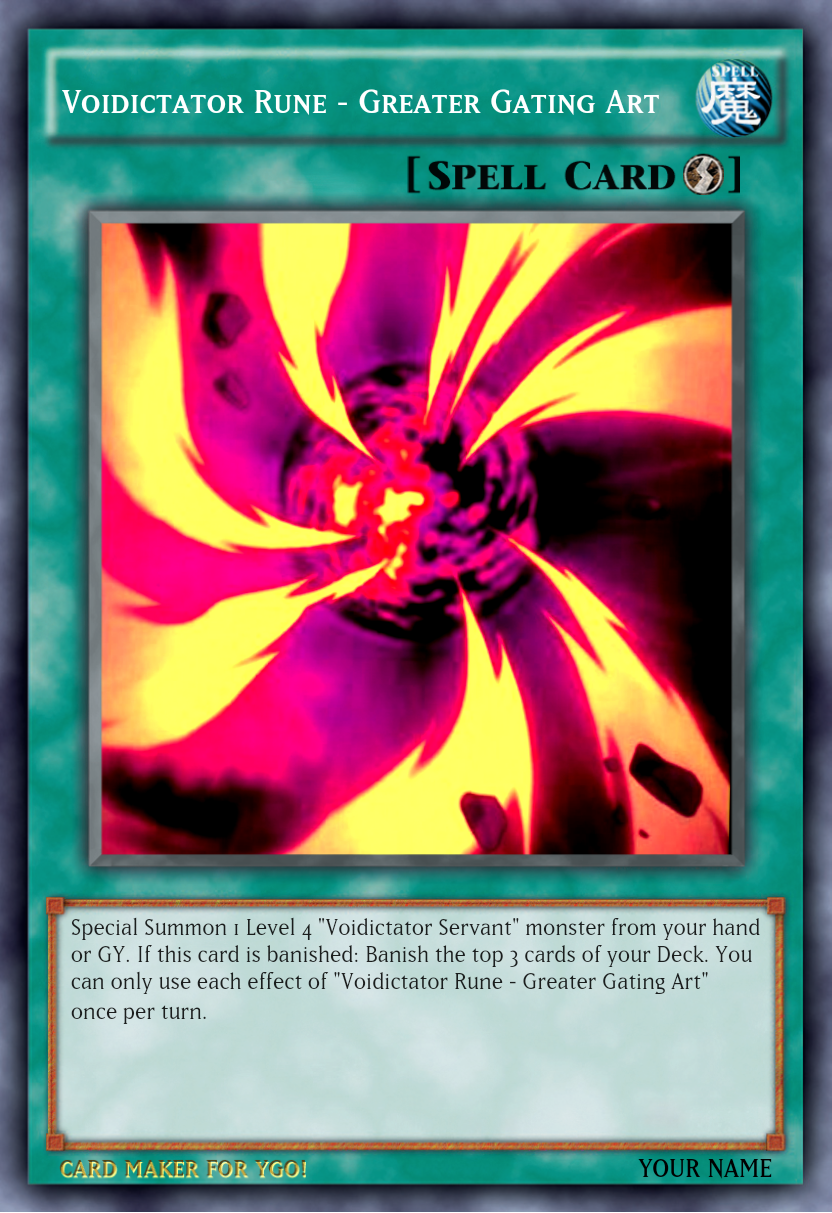 Voidictator Rune - Greater Gating Art
SPELL
魔
[Spell Card]
Special Summon 1 Level 4 "Voidictator Servant" monster from your hand
or GY. If this card is banished: Banish the top 3 cards of your Deck. You
can only use each effect of "Voidictator Rune - Greater Gating Art"
once per turn.
CARD MAKER FOR YGO!
YOUR NAME